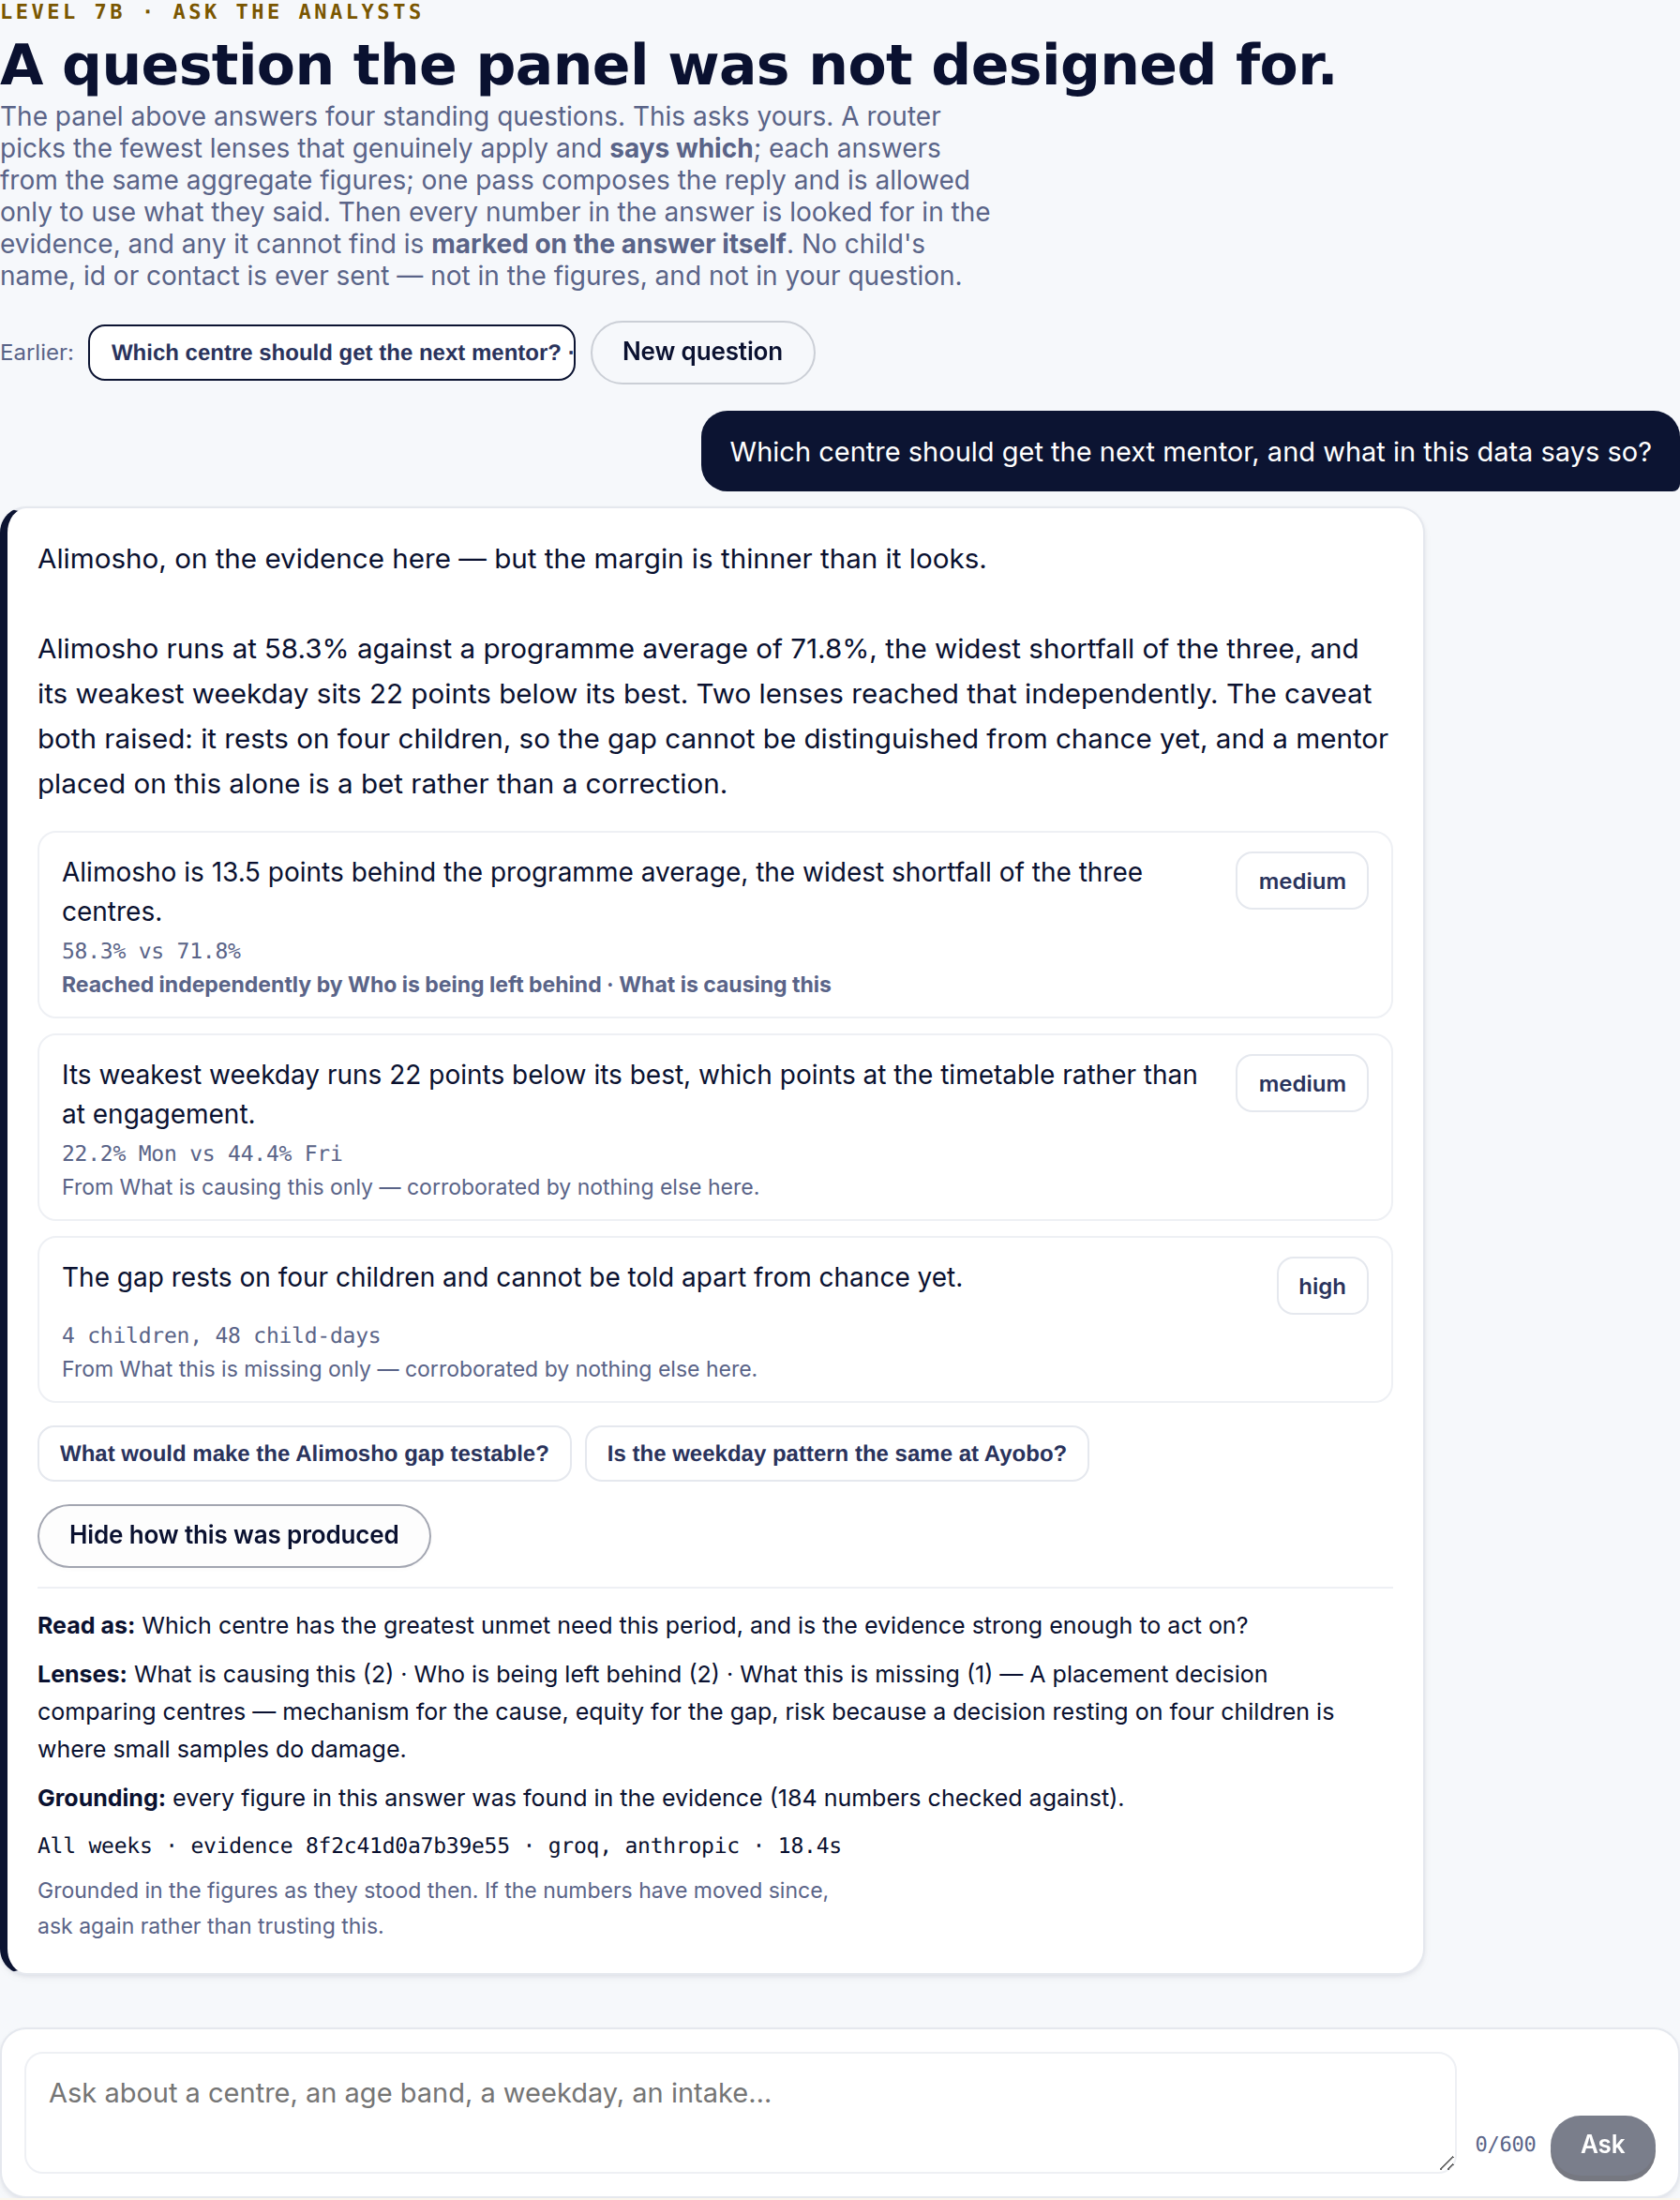 LEVEL 7B · ASK THE ANALYSTS
A question the panel was not designed for.
The panel above answers four standing questions. This asks yours. A router
picks the fewest lenses that genuinely apply and says which; each answers
from the same aggregate figures; one pass composes the reply and is allowed
only to use what they said. Then every number in the answer is looked for in the
evidence, and any it cannot find is marked on the answer itself. No child's
name, id or contact is ever sent — not in the figures, and not in your question.
Earlier: Which centre should get the next mentor? · New question
Which centre should get the next mentor, and what in this data says so?
Alimosho, on the evidence here — but the margin is thinner than it looks.
Alimosho runs at 58.3% against a programme average of 71.8%, the widest shortfall of the three, and
its weakest weekday sits 22 points below its best. Two lenses reached that independently. The caveat
both raised: it rests on four children, so the gap cannot be distinguished from chance yet, and a mentor
placed on this alone is a bet rather than a correction.
Alimosho is 13.5 points behind the programme average, the widest shortfall of the three medium
centres.
58.3% vs 71.8%
Reached independently by Who is being left behind · What is causing this
Its weakest weekday runs 22 points below its best, which points at the timetable rather than medium
at engagement.
22.2% Mon vs 44.4% Fri
From What is causing this only — corroborated by nothing else here.
The gap rests on four children and cannot be told apart from chance yet. high
4 children, 48 child-days
From What this is missing only — corroborated by nothing else here.
What would make the Alimosho gap testable? Is the weekday pattern the same at Ayobo?
Hide how this was produced
Read as: Which centre has the greatest unmet need this period, and is the evidence strong enough to act on?
Lenses: What is causing this (2) · Who is being left behind (2) · What this is missing (1) — A placement decision
comparing centres — mechanism for the cause, equity for the gap, risk because a decision resting on four children is
where small samples do damage.
Grounding: every figure in this answer was found in the evidence (184 numbers checked against).
All weeks · evidence 8f2c41d0a7b39e55 · groq, anthropic · 18.4s
Grounded in the figures as they stood then. If the numbers have moved since,
ask again rather than trusting this.
Ask about a centre, an age band, a weekday, an intake...
0/600 Ask